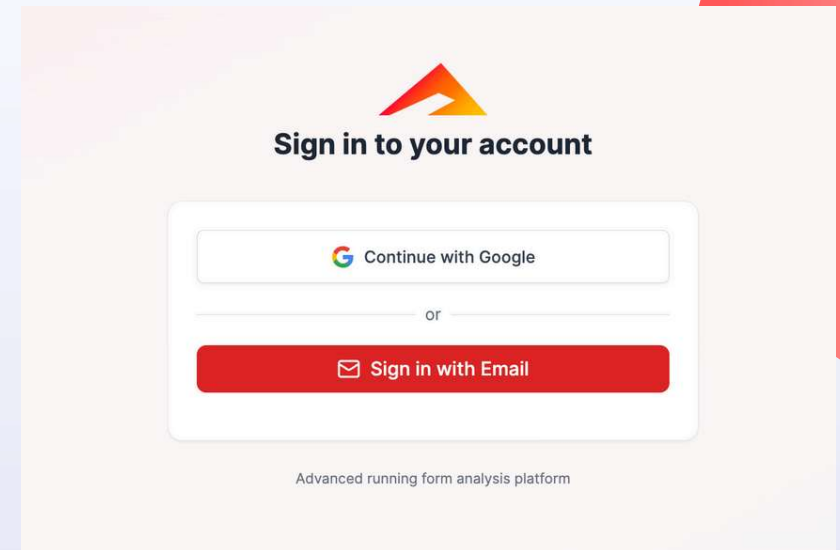 Sign in to your account
Continue with Google
or
Sign in with Email
Advanced running form analysis platform